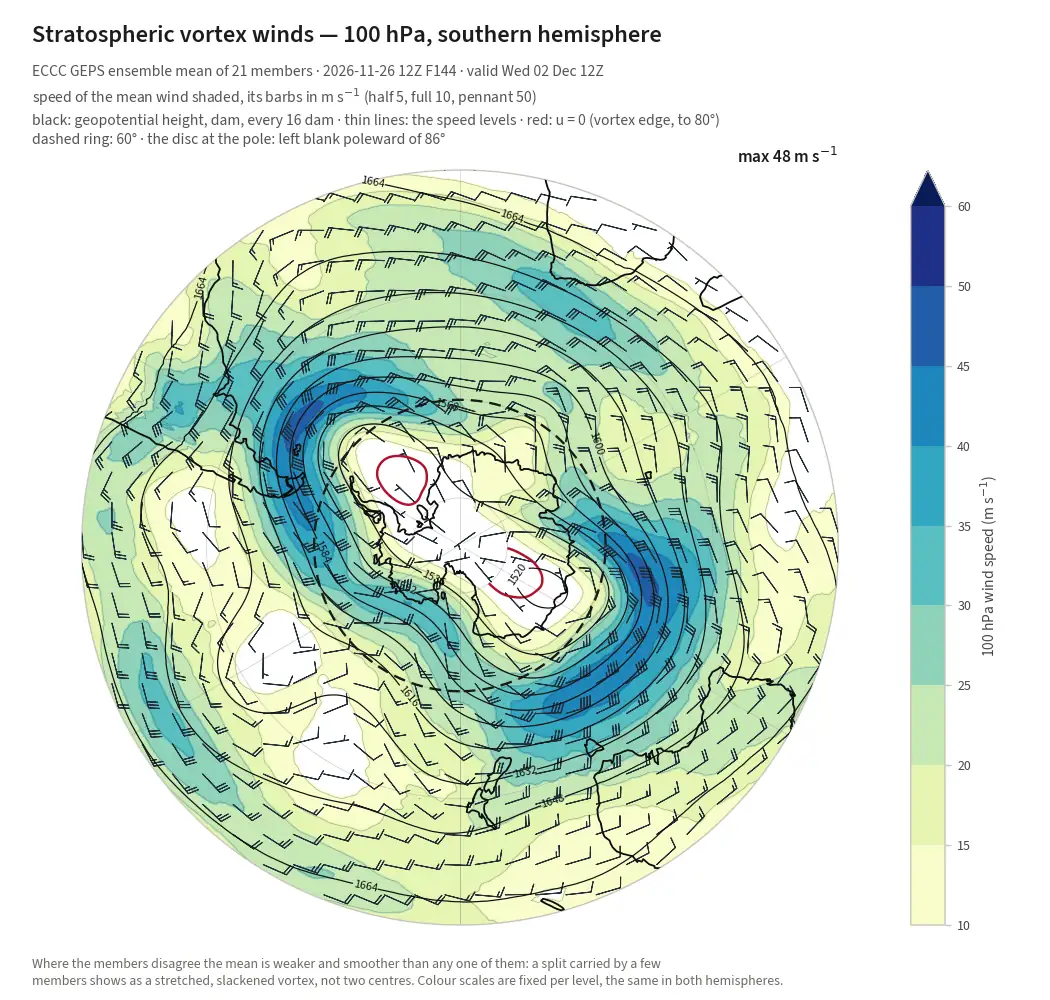 Stratospheric vortex winds — 100 hPa, southern hemisphere
ECCC GEPS ensemble mean of 21 members · 2026-11-26 12Z F144 · valid Wed 02 Dec 12Z
speed of the mean wind shaded, its barbs in m s⁻¹ (half 5, full 10, pennant 50)
black: geopotential height, dam, every 16 dam · thin lines: the speed levels · red: u = 0 (vortex edge, to 80°)
dashed ring: 60° · the disc at the pole: left blank poleward of 86°
max 48 m s⁻¹
1664
1664
1664
1600
1584
1520
1616
1632
1648
1664
60
50
45
40
35
30
25
20
15
10
100 hPa wind speed (m s⁻¹)
Where the members disagree the mean is weaker and smoother than any one of them: a split carried by a few
members shows as a stretched, slackened vortex, not two centres. Colour scales are fixed per level, the same in both hemispheres.